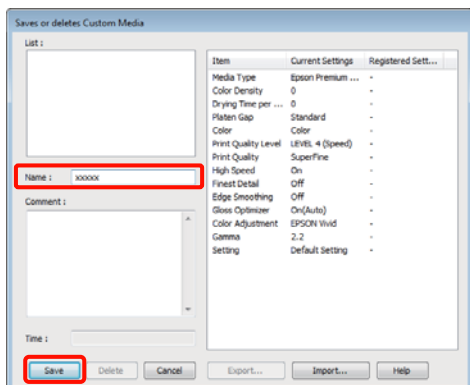 Saves or deletes Custom Media
List :
Item Current Settings Registered Sett...
Media Type Epson Premium ... -
Color Density 0 -
Drying Time per ... 0 -
Platen Gap Standard -
Color Color -
Print Quality Level LEVEL 4 (Speed) -
Print Quality SuperFine -
High Speed On -
Finest Detail Off -
Edge Smoothing Off -
Gloss Optimizer On(Auto) -
Color Adjustment EPSON Vivid -
Gamma 2.2 -
Setting Default Setting -
Name : xxxxx
Comment :
Time :
Save Delete Cancel Export... Import... Help